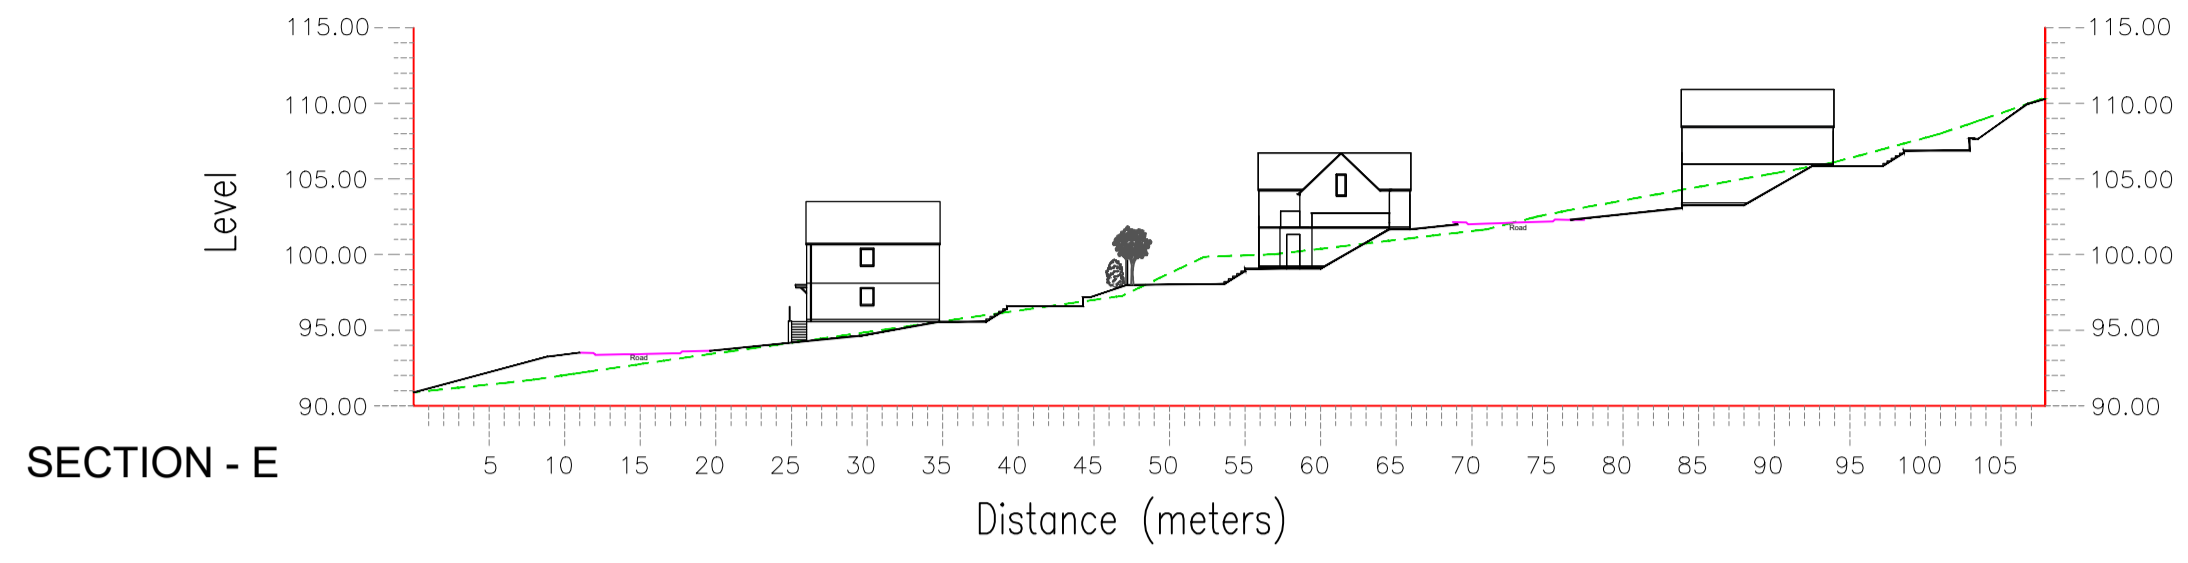 115.00 115.00
110.00 110.00
105.00 105.00
Level
100.00 100.00
95.00 95.00
Road Road
90.00 90.00
SECTION - E
5 10 15 20 25 30 35 40 45 50 55 60 65 70 75 80 85 90 95 100 105
Distance (meters)